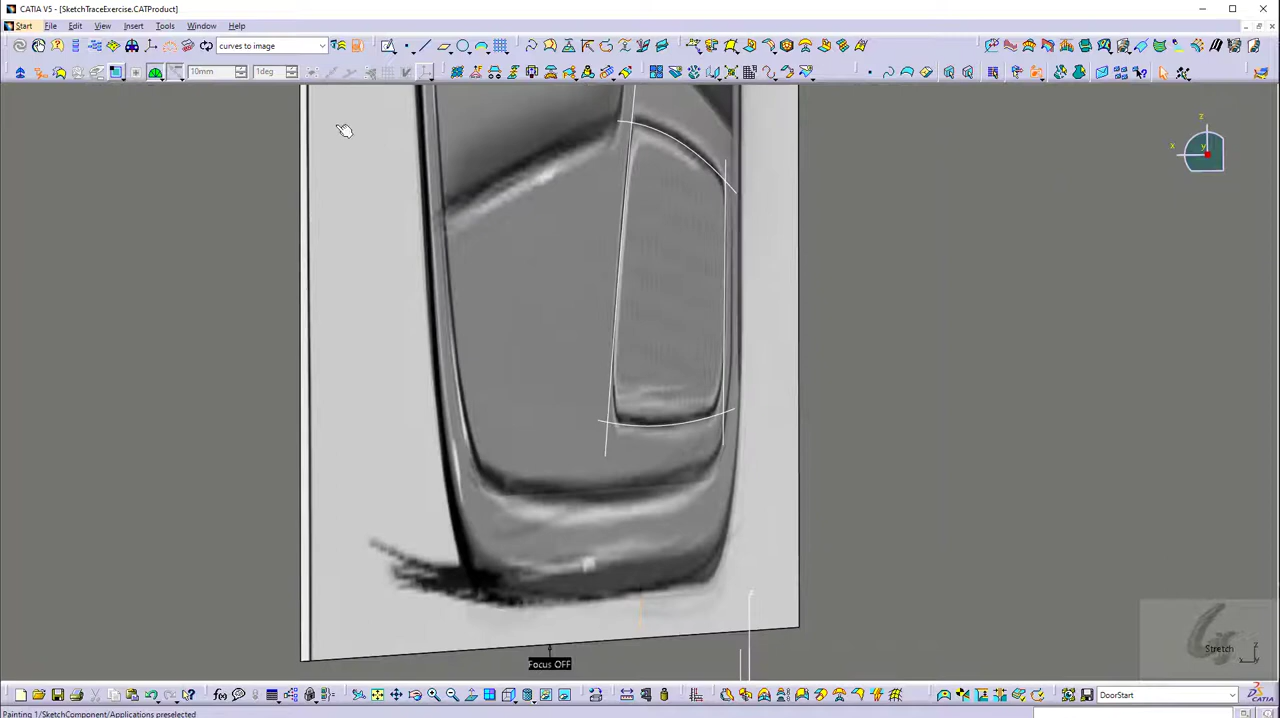 CATIA V5 - [SketchTraceExercise.CATProduct]
Start File Edit View Insert Tools Window Help
curves to image
10mm 1deg
z
x y
Focus OFF
Stretch z
x y
f(x)
DoorStart
CATIA
Painting 1/SketchComponent/Applications preselected